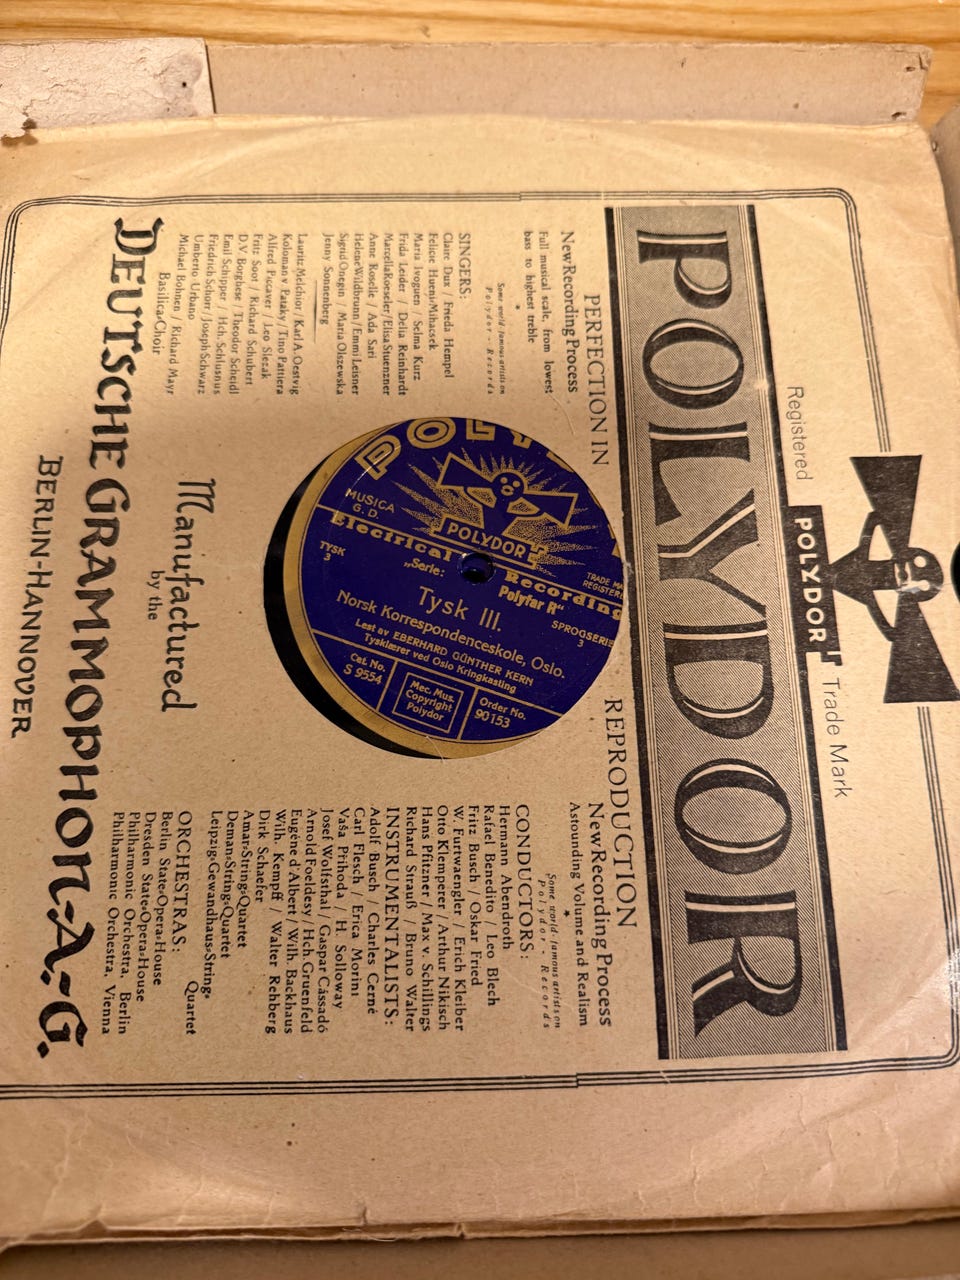 Registered
POLYDOR
Trade Mark
POLYDOR
PERFECTION IN
REPRODUCTION
New Recording Process
Full musical scale, from lowest
bass to highest treble
*
Some world-famous artists on
Polydor-Records
SINGERS:
Claire Dux / Frieda Hempel
Felicie Hueni-Mihacsek
Maria Ivoguen / Selma Kurz
Frida Leider / Delia Reinhardt
Marcella Roeseler / Elisa Stuenzner
Anne Roselle / Ada Sari
Helene Wildbrunn / Emmi Leisner
Sigrid Onegin / Maria Olszewska
Jenny Sonnenberg
Lauritz Melchior / Karl A. Oestvig
Koloman v. Pataky / Tino Pattiera
Alfred Piccaver / Leo Slezak
Fritz Soot / Richard Schubert
D.V. Borghese / Theodor Scheidl
Emil Schipper / Hch. Schlusnus
Friedrich Schorr / Joseph Schwarz
Umberto Urbano
Michael Bohnen / Richard Mayr
Basilica-Choir
New Recording Process
Astounding Volume and Realism
*
Some world-famous artists on
Polydor-Records
CONDUCTORS:
Hermann Abendroth
Rafael Benedito / Leo Blech
Fritz Busch / Oskar Fried
W. Furtwaengler / Erich Kleiber
Otto Klemperer / Arthur Nikisch
Hans Pfitzner / Max v. Schillings
Richard Strauß / Bruno Walter
INSTRUMENTALISTS:
Adolf Busch / Charles Cerné
Carl Flesch / Erica Morini
Vaša Prihoda / H. Solloway
Josef Wolfsthal / Gaspar Cassadó
Arnold Foeldesy / Hch. Gruenfeld
Eugène d'Albert / Wilh. Backhaus
Wilh. Kempff / Walter Rehberg
Dirk Schaefer
Amar-String-Quartet
Deman-String-Quartet
Leipzig-Gewandhaus-String-
Quartet
ORCHESTRAS:
Berlin State-Opera-House
Dresden State-Opera-House
Philharmonic Orchestra, Berlin
Philharmonic Orchestra, Vienna
MUSICA
G. D.
POLYDOR
TRADE MA
REGISTERE
Electrical Recording
TYSK
3
„Serie:
Polyfar R"
SPROGSERIE
3
Tysk III.
Norsk Korrespondenceskole, Oslo.
Lest av EBERHARD GÜNTHER KERN
Tysklærer ved Oslo Kringkasting
Cat. No.
S 9554
Mec. Mus.
Copyright
Polydor
Order No.
90153
Manufactured
by the
DEUTSCHE GRAMMOPHON-A.-G.
BERLIN-HANNOVER